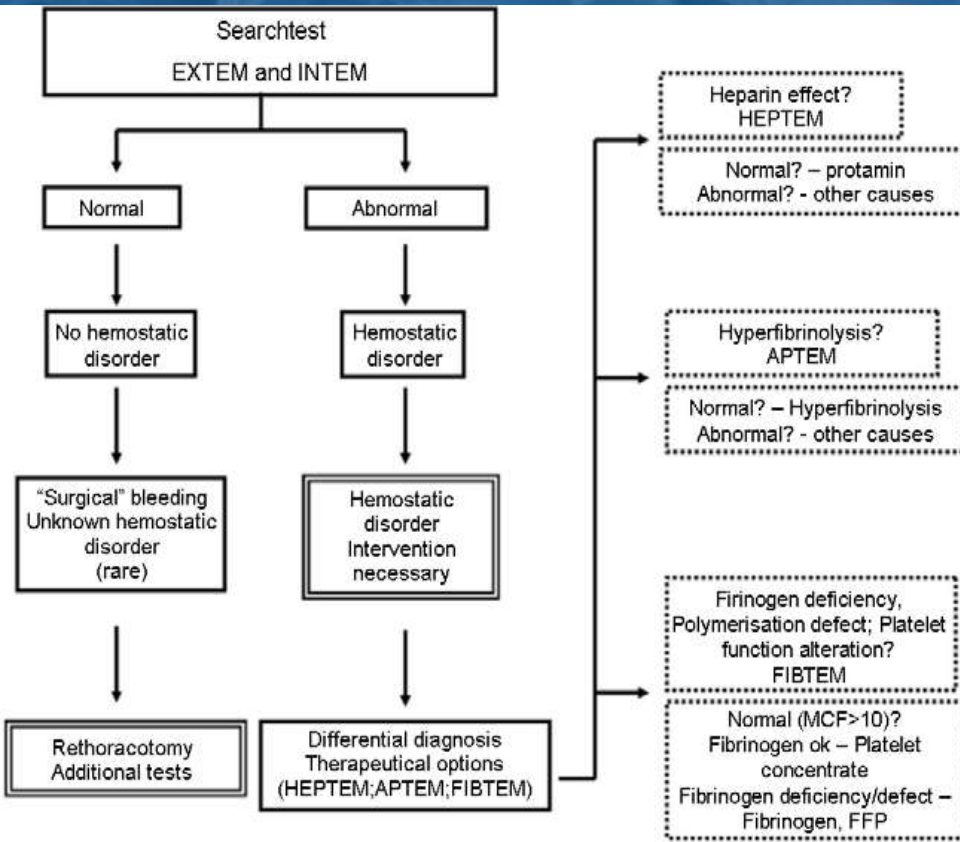 Searchtest
EXTEM and INTEM
Normal
Abnormal
No hemostatic
disorder
Hemostatic
disorder
"Surgical" bleeding
Unknown hemostatic
disorder
(rare)
Hemostatic
disorder
Intervention
necessary
Rethoracotomy
Additional tests
Differential diagnosis
Therapeutical options
(HEPTEM;APTEM;FIBTEM)
Heparin effect?
HEPTEM
Normal? – protamin
Abnormal? - other causes
Hyperfibrinolysis?
APTEM
Normal? – Hyperfibrinolysis
Abnormal? - other causes
Firinogen deficiency,
Polymerisation defect; Platelet
function alteration?
FIBTEM
Normal (MCF>10)?
Fibrinogen ok – Platelet
concentrate
Fibrinogen deficiency/defect –
Fibrinogen, FFP